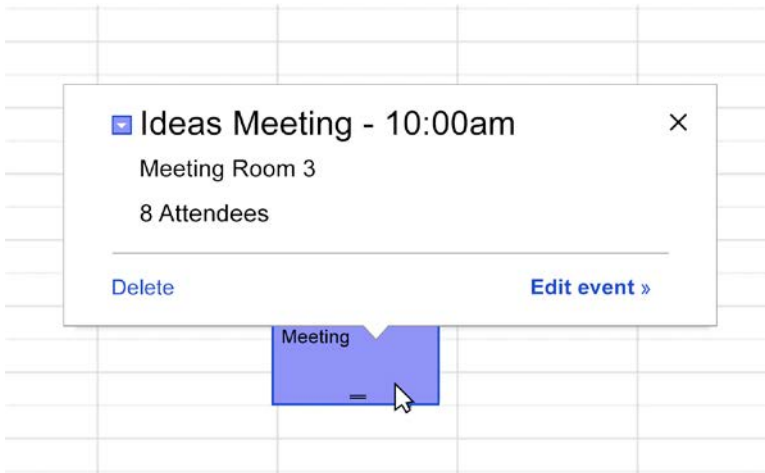 Ideas Meeting - 10:00am
Meeting Room 3
8 Attendees
Delete
Edit event »
Meeting